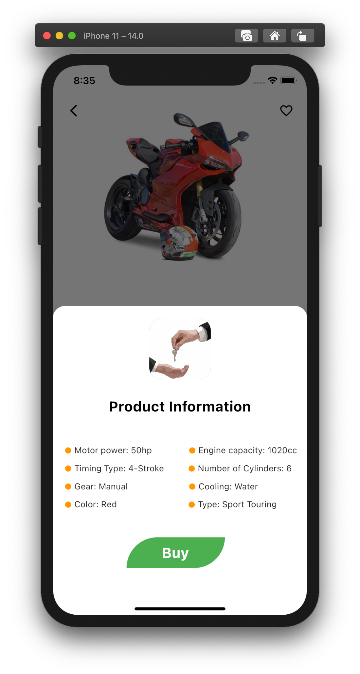 iPhone 11 – 14.0
8:35
Product Information
Motor power: 50hp
Engine capacity: 1020cc
Timing Type: 4-Stroke
Number of Cylinders: 6
Gear: Manual
Cooling: Water
Color: Red
Type: Sport Touring
Buy